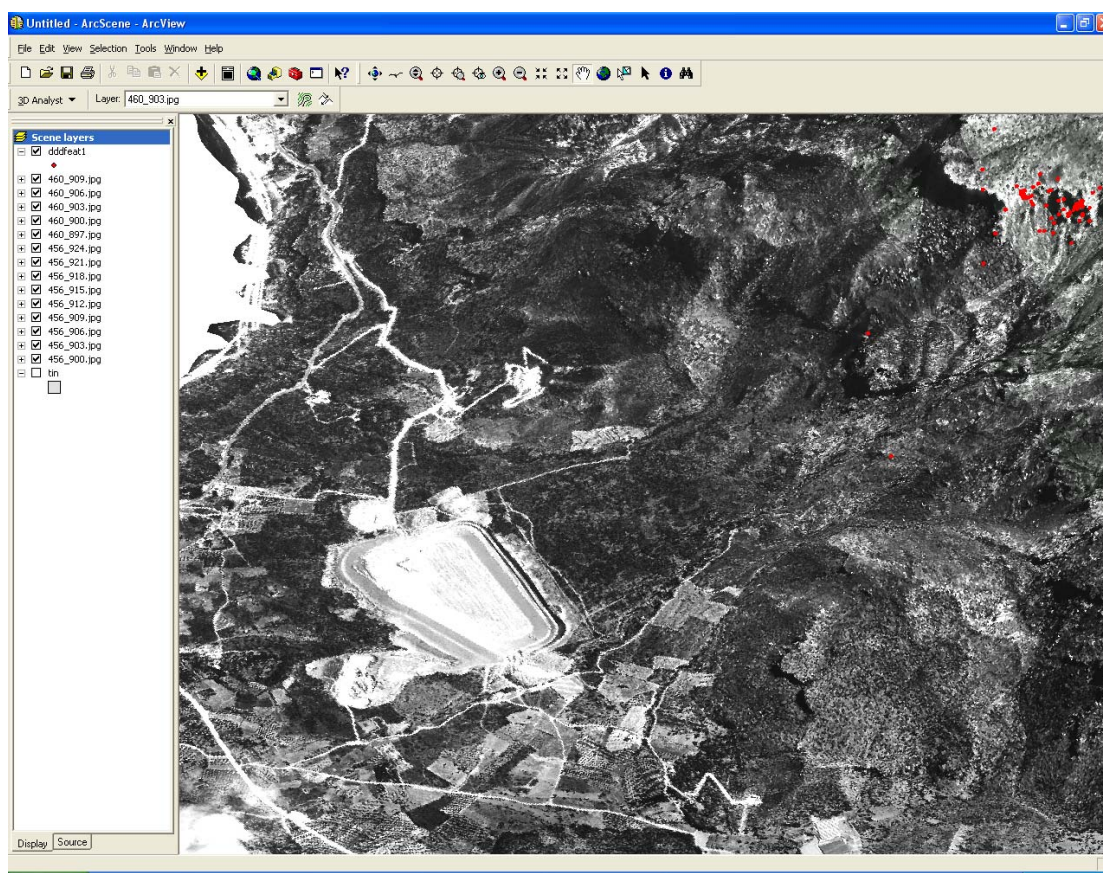 Untitled - ArcScene - ArcView
File Edit View Selection Tools Window Help
3D Analyst Layer: 460_903.jpg
Scene layers
dddfeat1
460_909.jpg
460_906.jpg
460_903.jpg
460_900.jpg
460_897.jpg
456_924.jpg
456_921.jpg
456_918.jpg
456_915.jpg
456_912.jpg
456_909.jpg
456_906.jpg
456_903.jpg
456_900.jpg
tin
Display Source